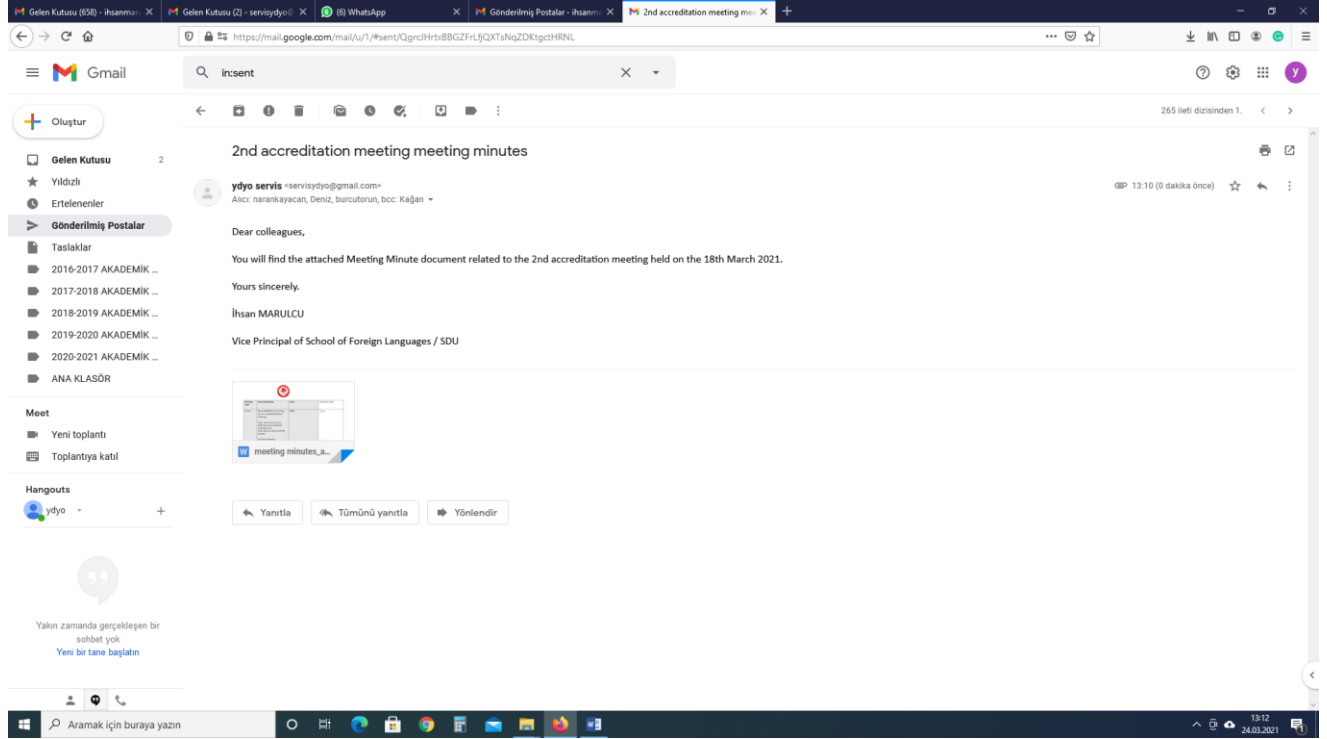 Gelen Kutusu (658) - ihsanmar
Gelen Kutusu (2) - servisydyo@
(6) WhatsApp
Gönderilmiş Postalar - ihsanma
2nd accreditation meeting mee
https://mail.google.com/mail/u/1/#sent/QgrcJHrtxBBGZFrLfjQXTsNqZDKtgctHRNL
Gmail
in:sent
y
Oluştur
265 ileti dizisinden 1.
Gelen Kutusu 2
Yıldızlı
Ertelenenler
Gönderilmiş Postalar
Taslaklar
2016-2017 AKADEMİK ...
2017-2018 AKADEMİK ...
2018-2019 AKADEMİK ...
2019-2020 AKADEMİK ...
2020-2021 AKADEMİK ...
ANA KLASÖR
Meet
Yeni toplantı
Toplantıya katıl
Hangouts
ydyo
Yakın zamanda gerçekleşen bir
sohbet yok
Yeni bir tane başlatın
2nd accreditation meeting meeting minutes
ydyo servis <servisydyo@gmail.com>
13:10 (0 dakika önce)
Alıcı: narankayacan, Deniz, burcutorun, bcc: Kağan
Dear colleagues,
You will find the attached Meeting Minute document related to the 2nd accreditation meeting held on the 18th March 2021.
Yours sincerely.
İhsan MARULCU
Vice Principal of School of Foreign Languages / SDU
W meeting minutes_a...
Yanıtla
Tümünü yanıtla
Yönlendir
Aramak için buraya yazın
13:12
24.03.2021